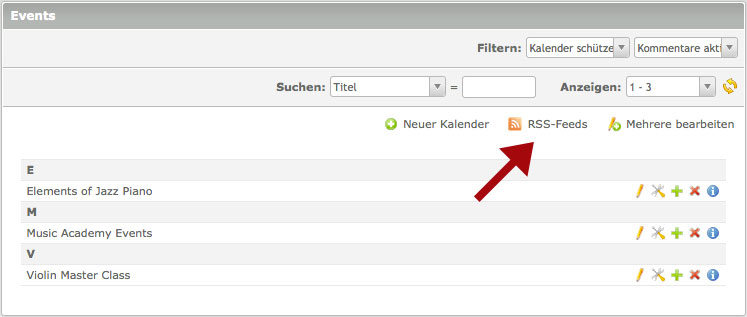 Events
Filtern: Kalender schütze Kommentare akti
Suchen: Titel = Anzeigen: 1 - 3
Neuer Kalender RSS-Feeds Mehrere bearbeiten
E
Elements of Jazz Piano
M
Music Academy Events
V
Violin Master Class